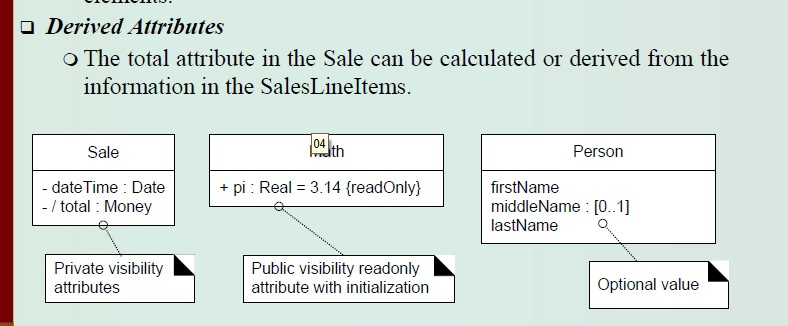 Derived Attributes
The total attribute in the Sale can be calculated or derived from the
information in the SalesLineItems.
Sale
- dateTime : Date
- / total : Money
Private visibility
attributes
04
+ pi : Real = 3.14 {readOnly}
Public visibility readonly
attribute with initialization
Person
firstName
middleName : [0..1]
lastName
Optional value